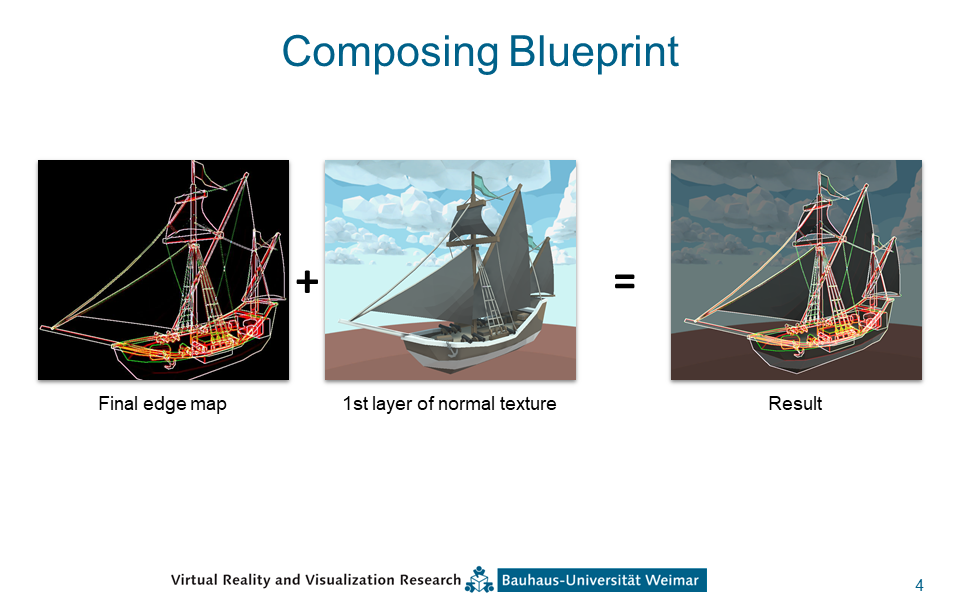 Composing Blueprint
+
=
Final edge map
1st layer of normal texture
Result
Virtual Reality and Visualization Research Bauhaus-Universität Weimar
4